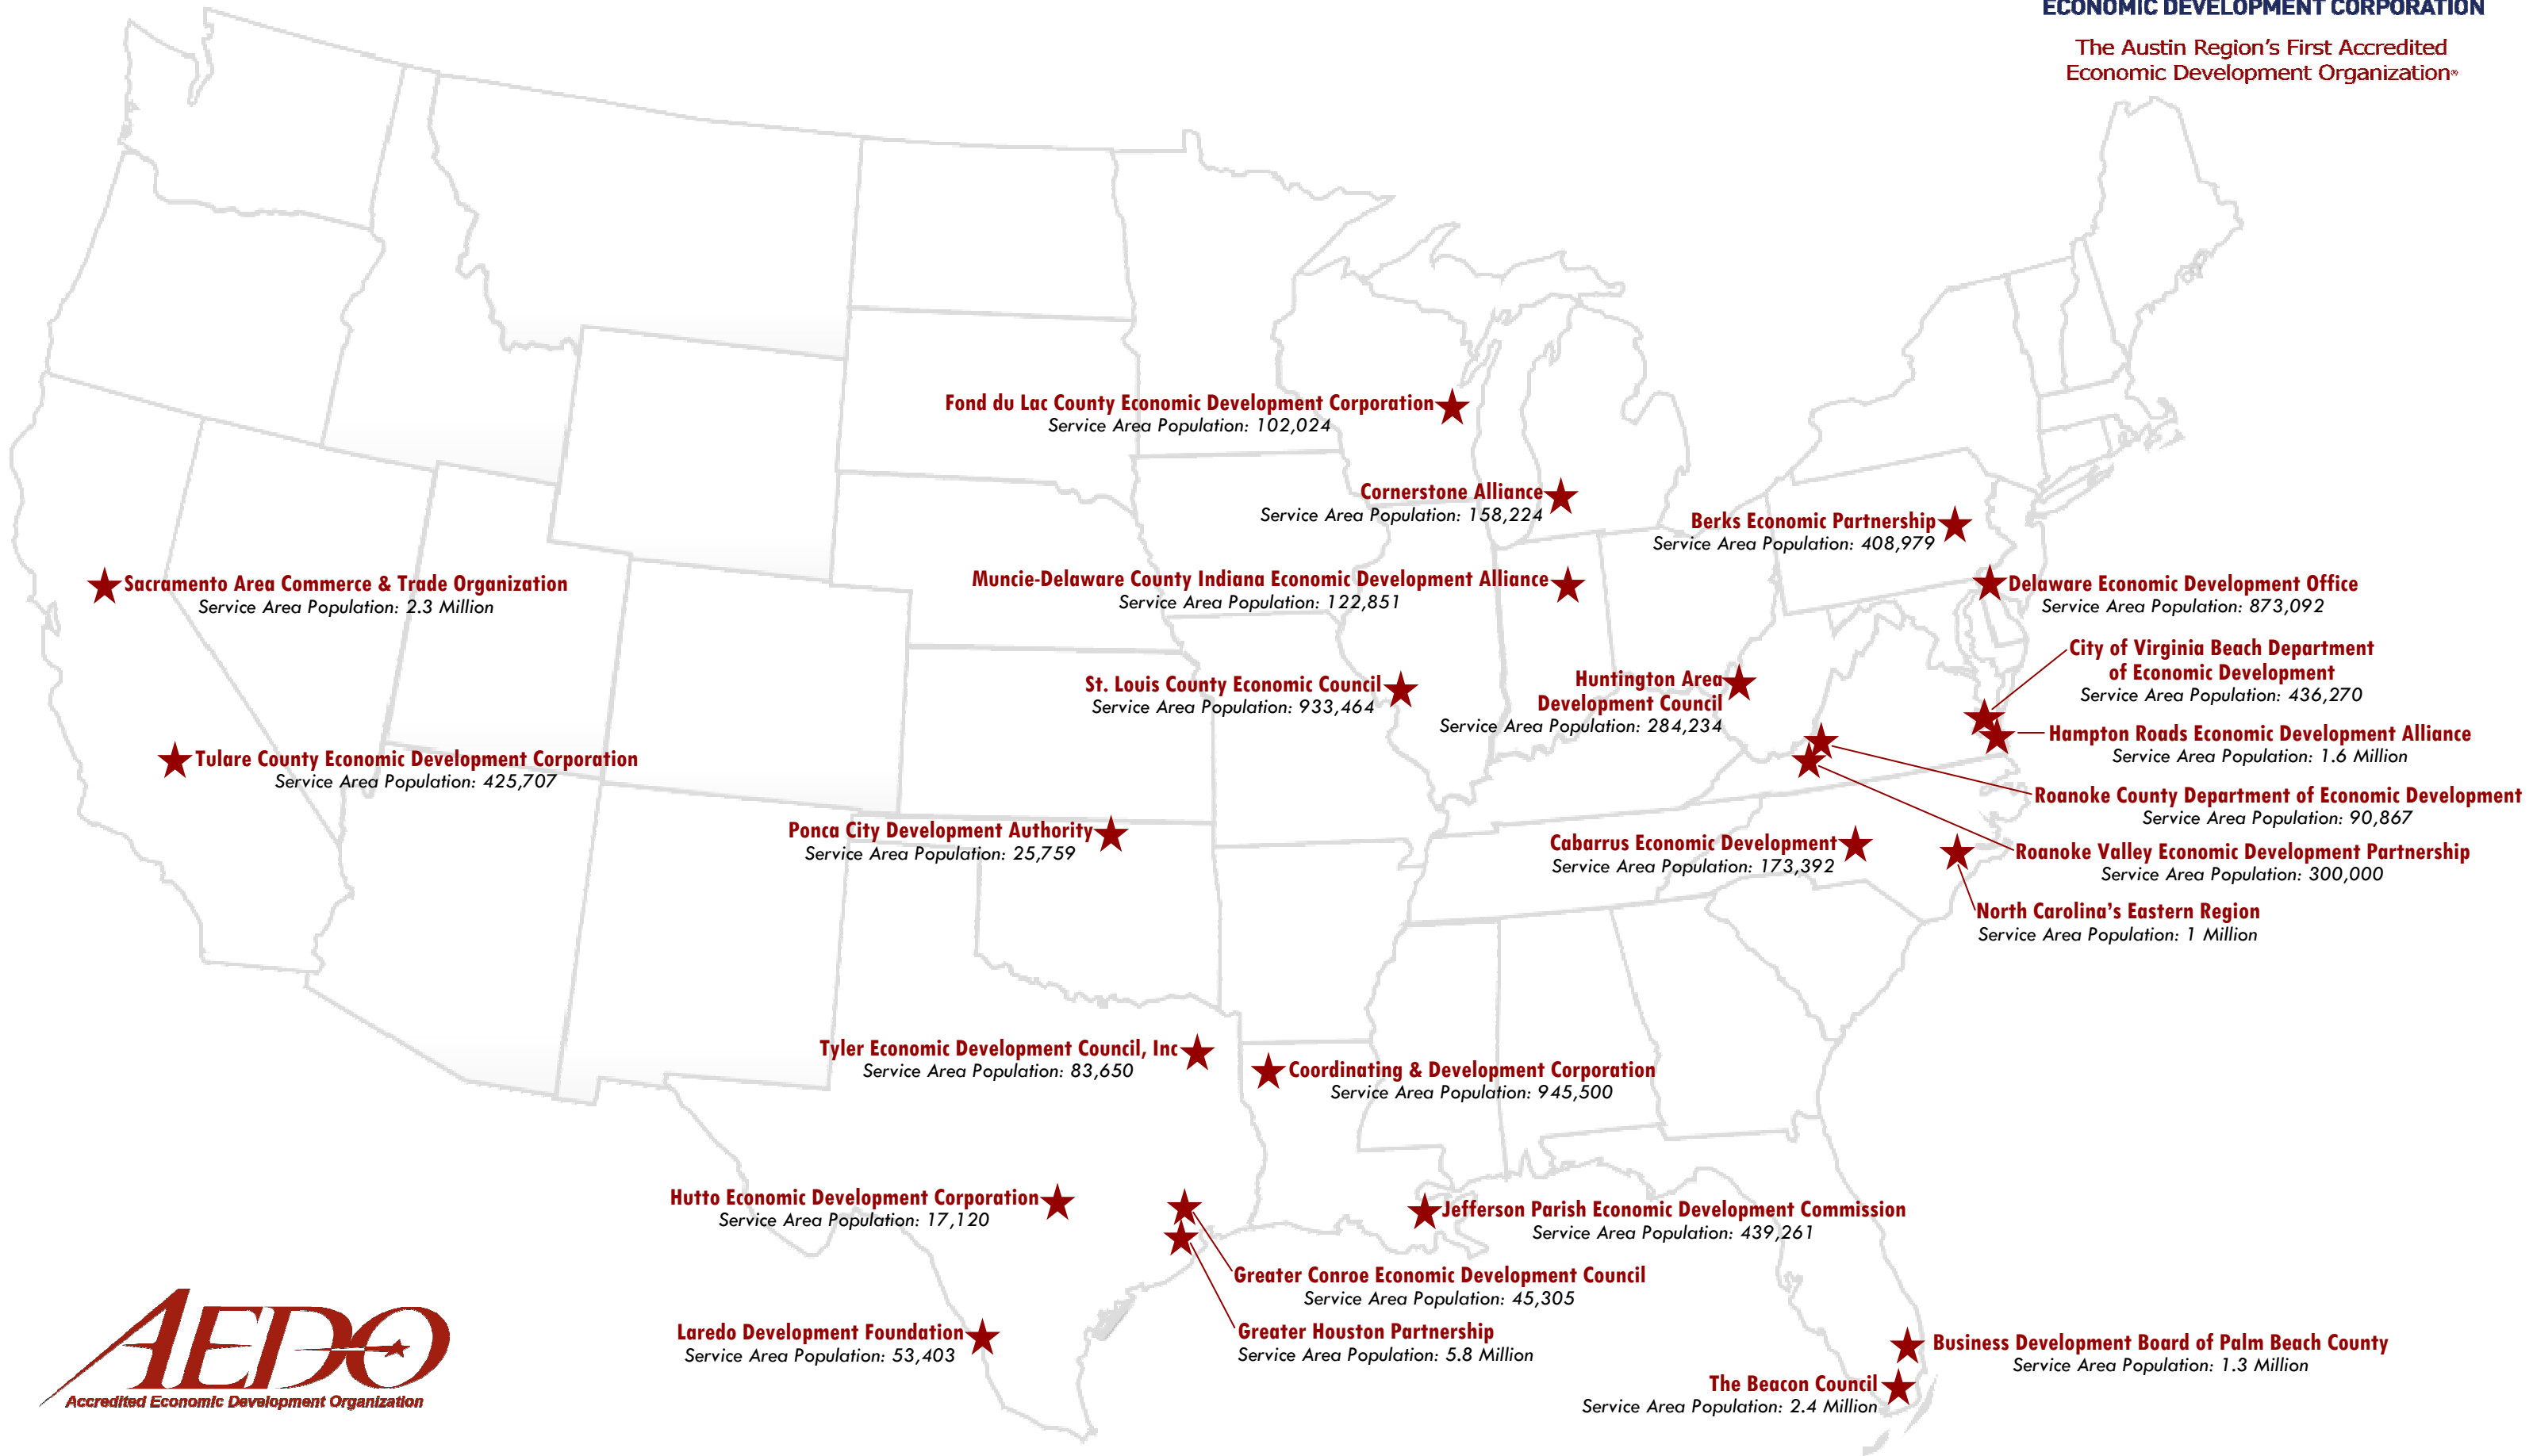 ECONOMIC DEVELOPMENT CORPORATION
The Austin Region's First Accredited
Economic Development Organization®
Fond du Lac County Economic Development Corporation
Service Area Population: 102,024
Cornerstone Alliance
Service Area Population: 158,224
Berks Economic Partnership
Service Area Population: 408,979
Sacramento Area Commerce & Trade Organization
Service Area Population: 2.3 Million
Muncie-Delaware County Indiana Economic Development Alliance
Service Area Population: 122,851
Delaware Economic Development Office
Service Area Population: 873,092
City of Virginia Beach Department
of Economic Development
Service Area Population: 436,270
St. Louis County Economic Council
Service Area Population: 933,464
Huntington Area
Development Council
Service Area Population: 284,234
Hampton Roads Economic Development Alliance
Service Area Population: 1.6 Million
Tulare County Economic Development Corporation
Service Area Population: 425,707
Roanoke County Department of Economic Development
Service Area Population: 90,867
Ponca City Development Authority
Service Area Population: 25,759
Cabarrus Economic Development
Service Area Population: 173,392
Roanoke Valley Economic Development Partnership
Service Area Population: 300,000
North Carolina's Eastern Region
Service Area Population: 1 Million
Tyler Economic Development Council, Inc
Service Area Population: 83,650
Coordinating & Development Corporation
Service Area Population: 945,500
Hutto Economic Development Corporation
Service Area Population: 17,120
Jefferson Parish Economic Development Commission
Service Area Population: 439,261
Greater Conroe Economic Development Council
Service Area Population: 45,305
Laredo Development Foundation
Service Area Population: 53,403
Greater Houston Partnership
Service Area Population: 5.8 Million
Business Development Board of Palm Beach County
Service Area Population: 1.3 Million
The Beacon Council
Service Area Population: 2.4 Million
AEDO
Accredited Economic Development Organization